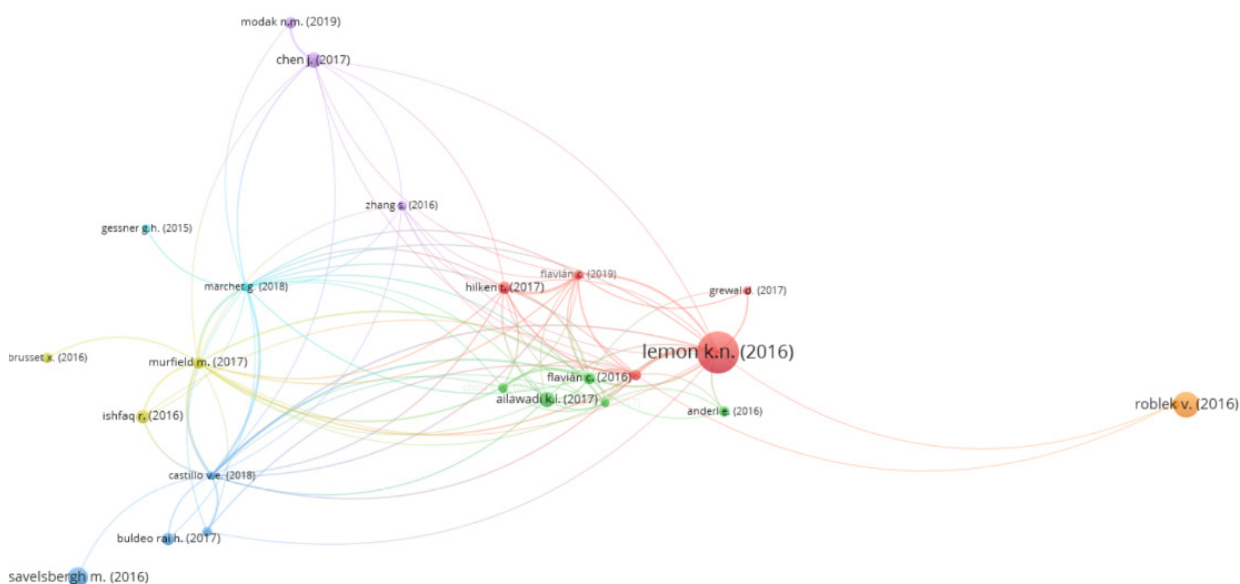 modak n.m. (2019)
chen j. (2017)
zhang s. (2016)
gessner g.h. (2015)
flavián c. (2019)
marchet g. (2018)
hilken t. (2017)
grewal d. (2017)
lemon k.n. (2016)
brusset x. (2016)
murfield m. (2017)
flavián c. (2016)
ailawadi k.l. (2017)
roblek v. (2016)
anderl e. (2016)
ishfaq r. (2016)
castillo v.e. (2018)
buldeo rai h. (2017)
savelsbergh m. (2016)